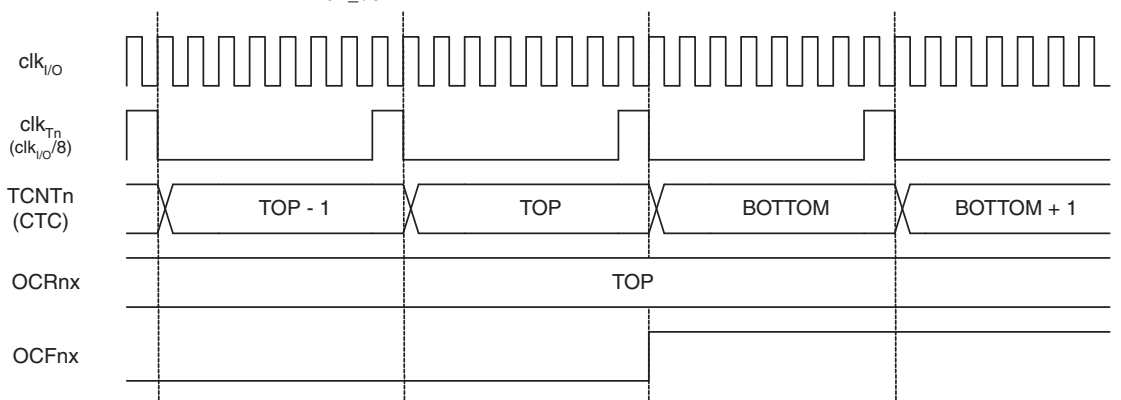 clkI/O
clkTn
(clkI/O/8)
TCNTn
(CTC)
TOP - 1
TOP
BOTTOM
BOTTOM + 1
OCRnx
TOP
OCFnx